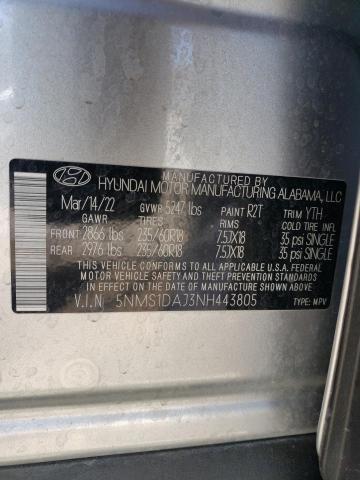 MANUFACTURED BY
HYUNDAI MOTOR MANUFACTURING ALABAMA, LLC
Mar/14/22 GVWR 5247 lbs PAINT R2T TRIM YTH
GAWR TIRES RIMS COLD TIRE INFL.
FRONT 2866 lbs 235/60R18 7.5JX18 35 psi SINGLE
REAR 2976 lbs 235/60R18 7.5JX18 35 psi SINGLE
THIS VEHICLE CONFORMS TO ALL APPLICABLE U.S.A. FEDERAL MOTOR
VEHICLE SAFETY AND THEFT PREVENTION STANDARDS IN EFFECT ON
THE DATE OF MANUFACTURE SHOWN ABOVE.
V.I.N 5NMS1DAJ3NH443805 TYPE: MPV